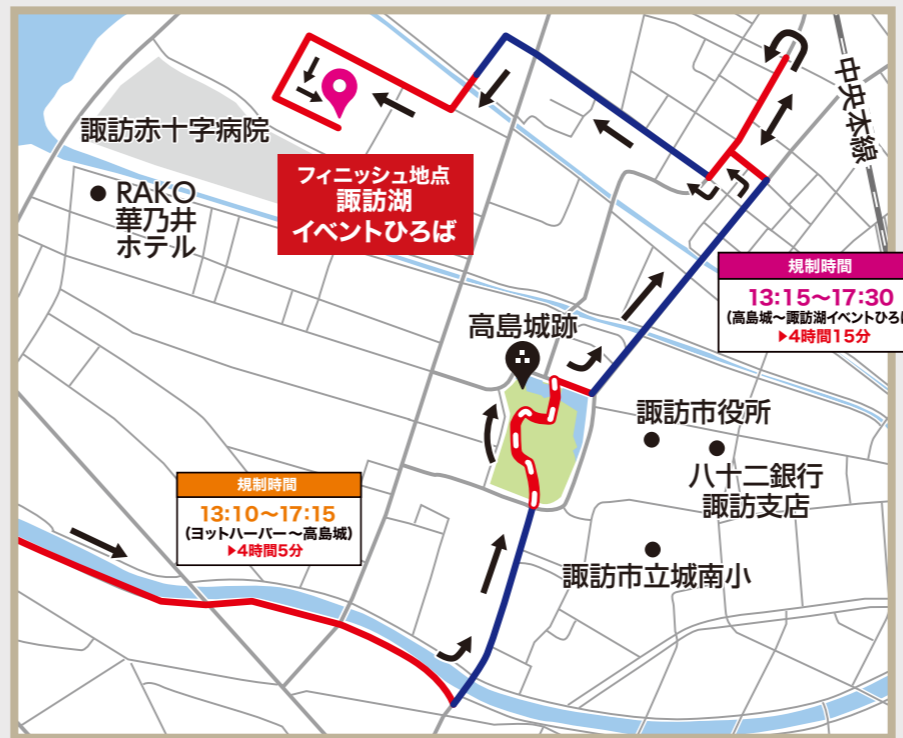 中央本線
諏訪赤十字病院
RAKO
華乃井
ホテル
フィニッシュ地点
諏訪湖
イベントひろば
規制時間
13:15〜17:30
(高島城〜諏訪湖イベントひろば
▶4時間15分
高島城跡
諏訪市役所
八十二銀行
諏訪支店
規制時間
13:10〜17:15
(ヨットハーバー〜高島城)
▶4時間5分
諏訪市立城南小